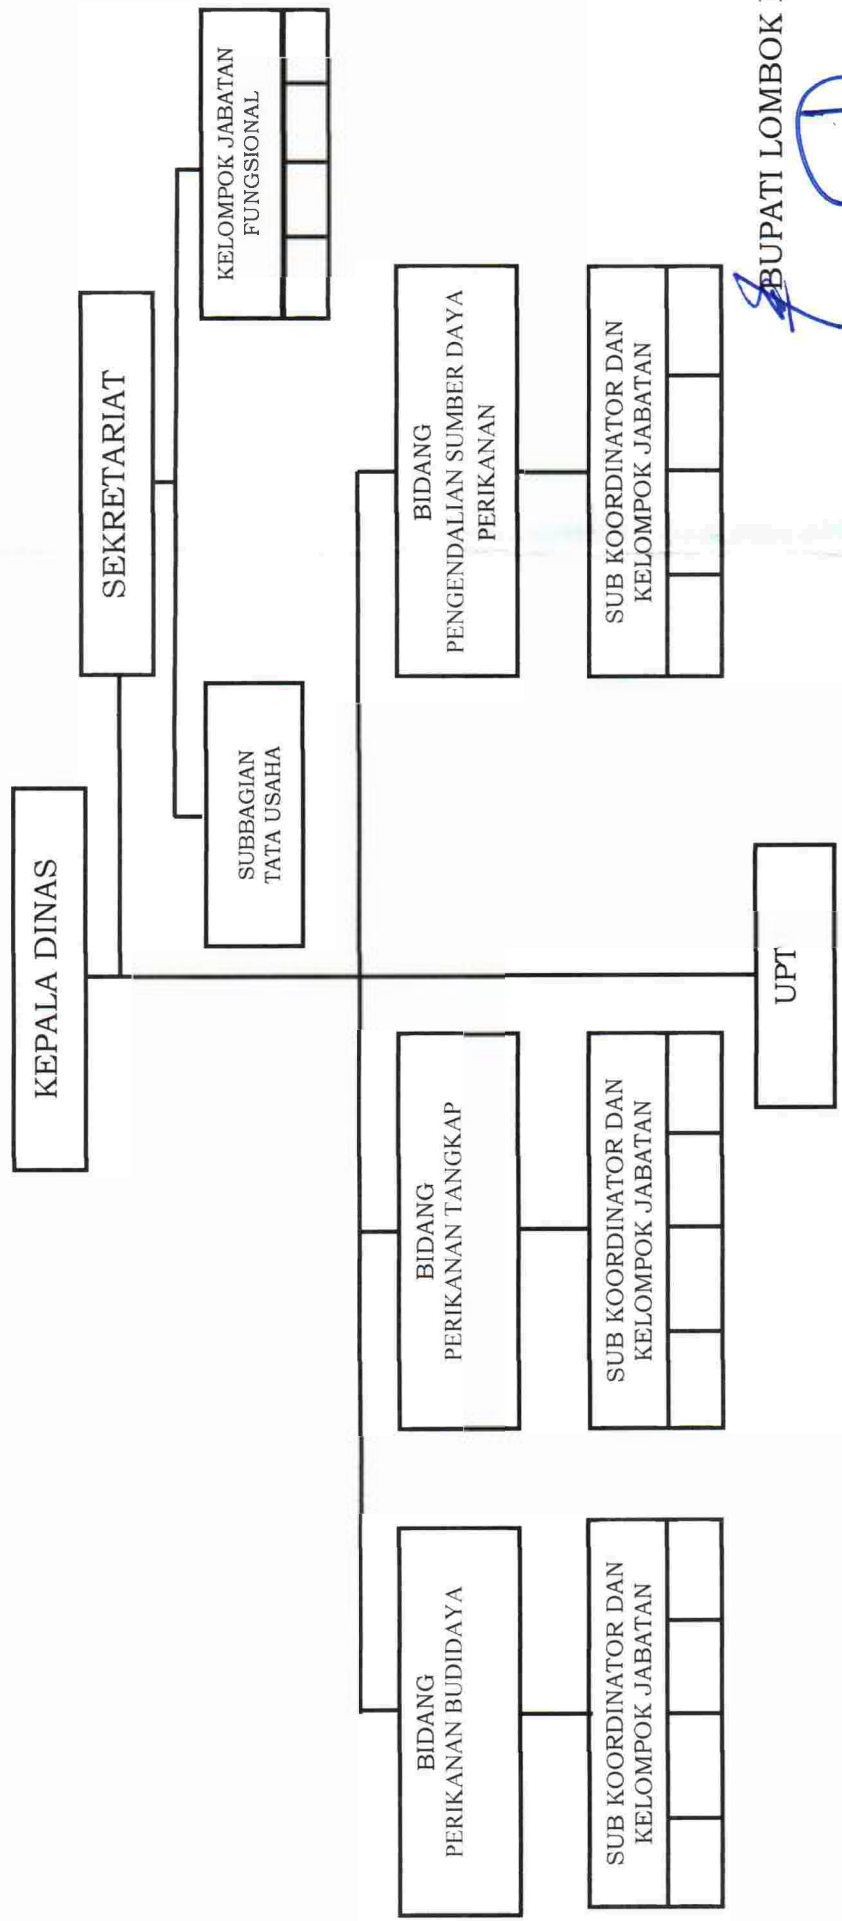 KEPALA DINAS
SEKRETARIAT
SUBBAGIAN
TATA USAHA
KELOMPOK JABATAN
FUNGSIONAL
BIDANG
PERIKANAN BUDIDAYA
BIDANG
PERIKANAN TANGKAP
BIDANG
PENGENDALIAN SUMBER DAYA
PERIKANAN
SUB KOORDINATOR DAN
KELOMPOK JABATAN
SUB KOORDINATOR DAN
KELOMPOK JABATAN
SUB KOORDINATOR DAN
KELOMPOK JABATAN
UPT
BUPATI LOMBOK